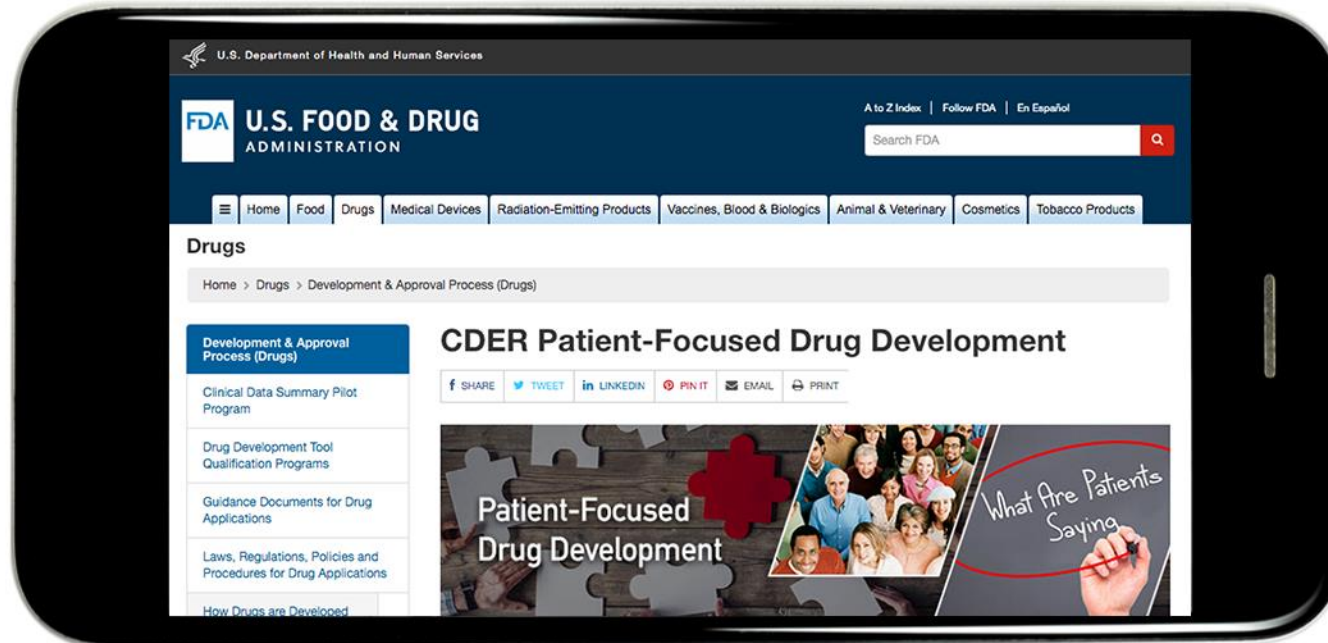 U.S. Department of Health and Human Services
FDA
U.S. FOOD & DRUG
ADMINISTRATION
A to Z Index | Follow FDA | En Español
Search FDA
Home Food Drugs Medical Devices Radiation-Emitting Products Vaccines, Blood & Biologics Animal & Veterinary Cosmetics Tobacco Products
Drugs
Home > Drugs > Development & Approval Process (Drugs)
Development & Approval
Process (Drugs)
Clinical Data Summary Pilot
Program
Drug Development Tool
Qualification Programs
Guidance Documents for Drug
Applications
Laws, Regulations, Policies and
Procedures for Drug Applications
How Drugs are Developed
CDER Patient-Focused Drug Development
f SHARE TWEET in LINKEDIN PIN IT EMAIL PRINT
Patient-Focused
Drug Development
What Are Patients
Saying